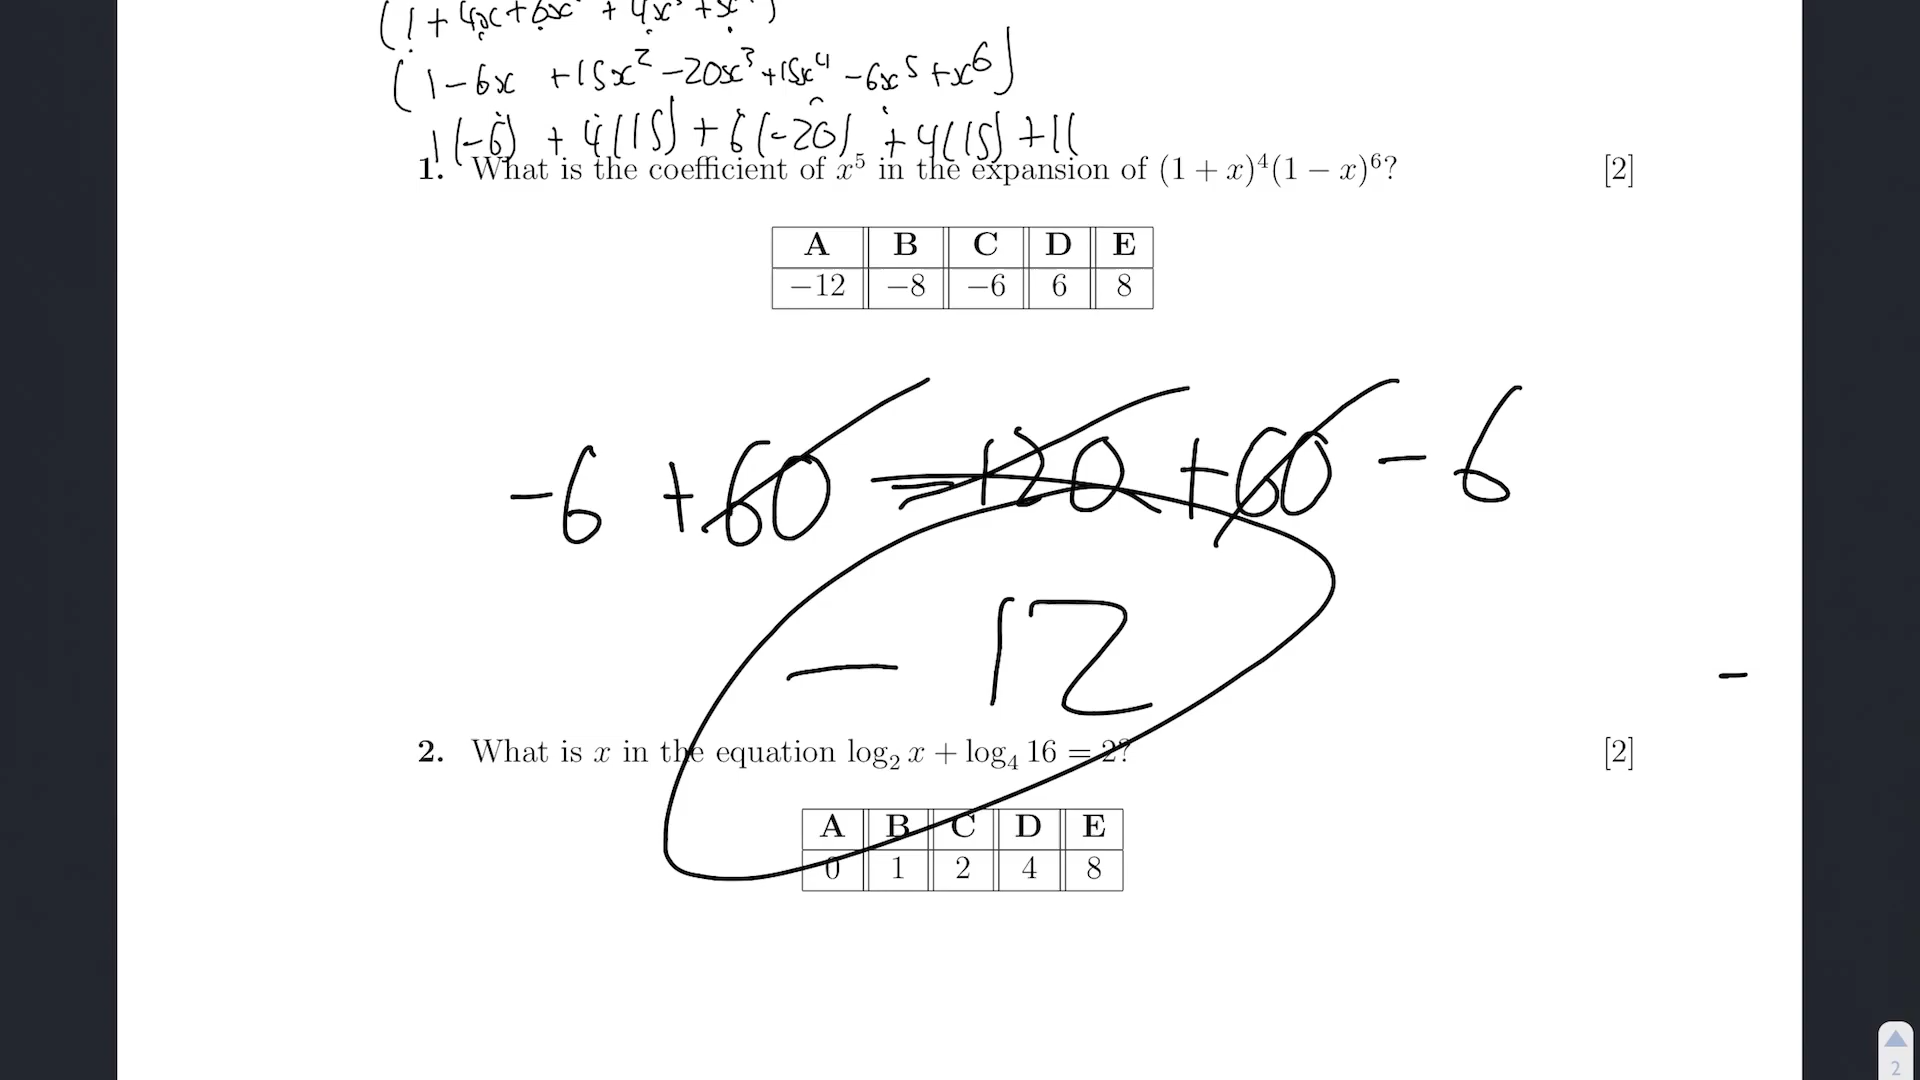 (1 + 4x + 6x² + 4x³ + x⁴)
(1 - 6x + 15x² - 20x³ + 15x⁴ - 6x⁵ + x⁶)
1(-6) + 4(15) + 6(-20) + 4(15) + 1(
1. What is the coefficient of x⁵ in the expansion of (1 + x)⁴(1 − x)⁶? [2]
A B C D E
−12 −8 −6 6 8
-6 + 60 - 120 + 60 - 6
- 12
-
2. What is x in the equation log₂ x + log₄ 16 = 2? [2]
A B C D E
0 1 2 4 8
2